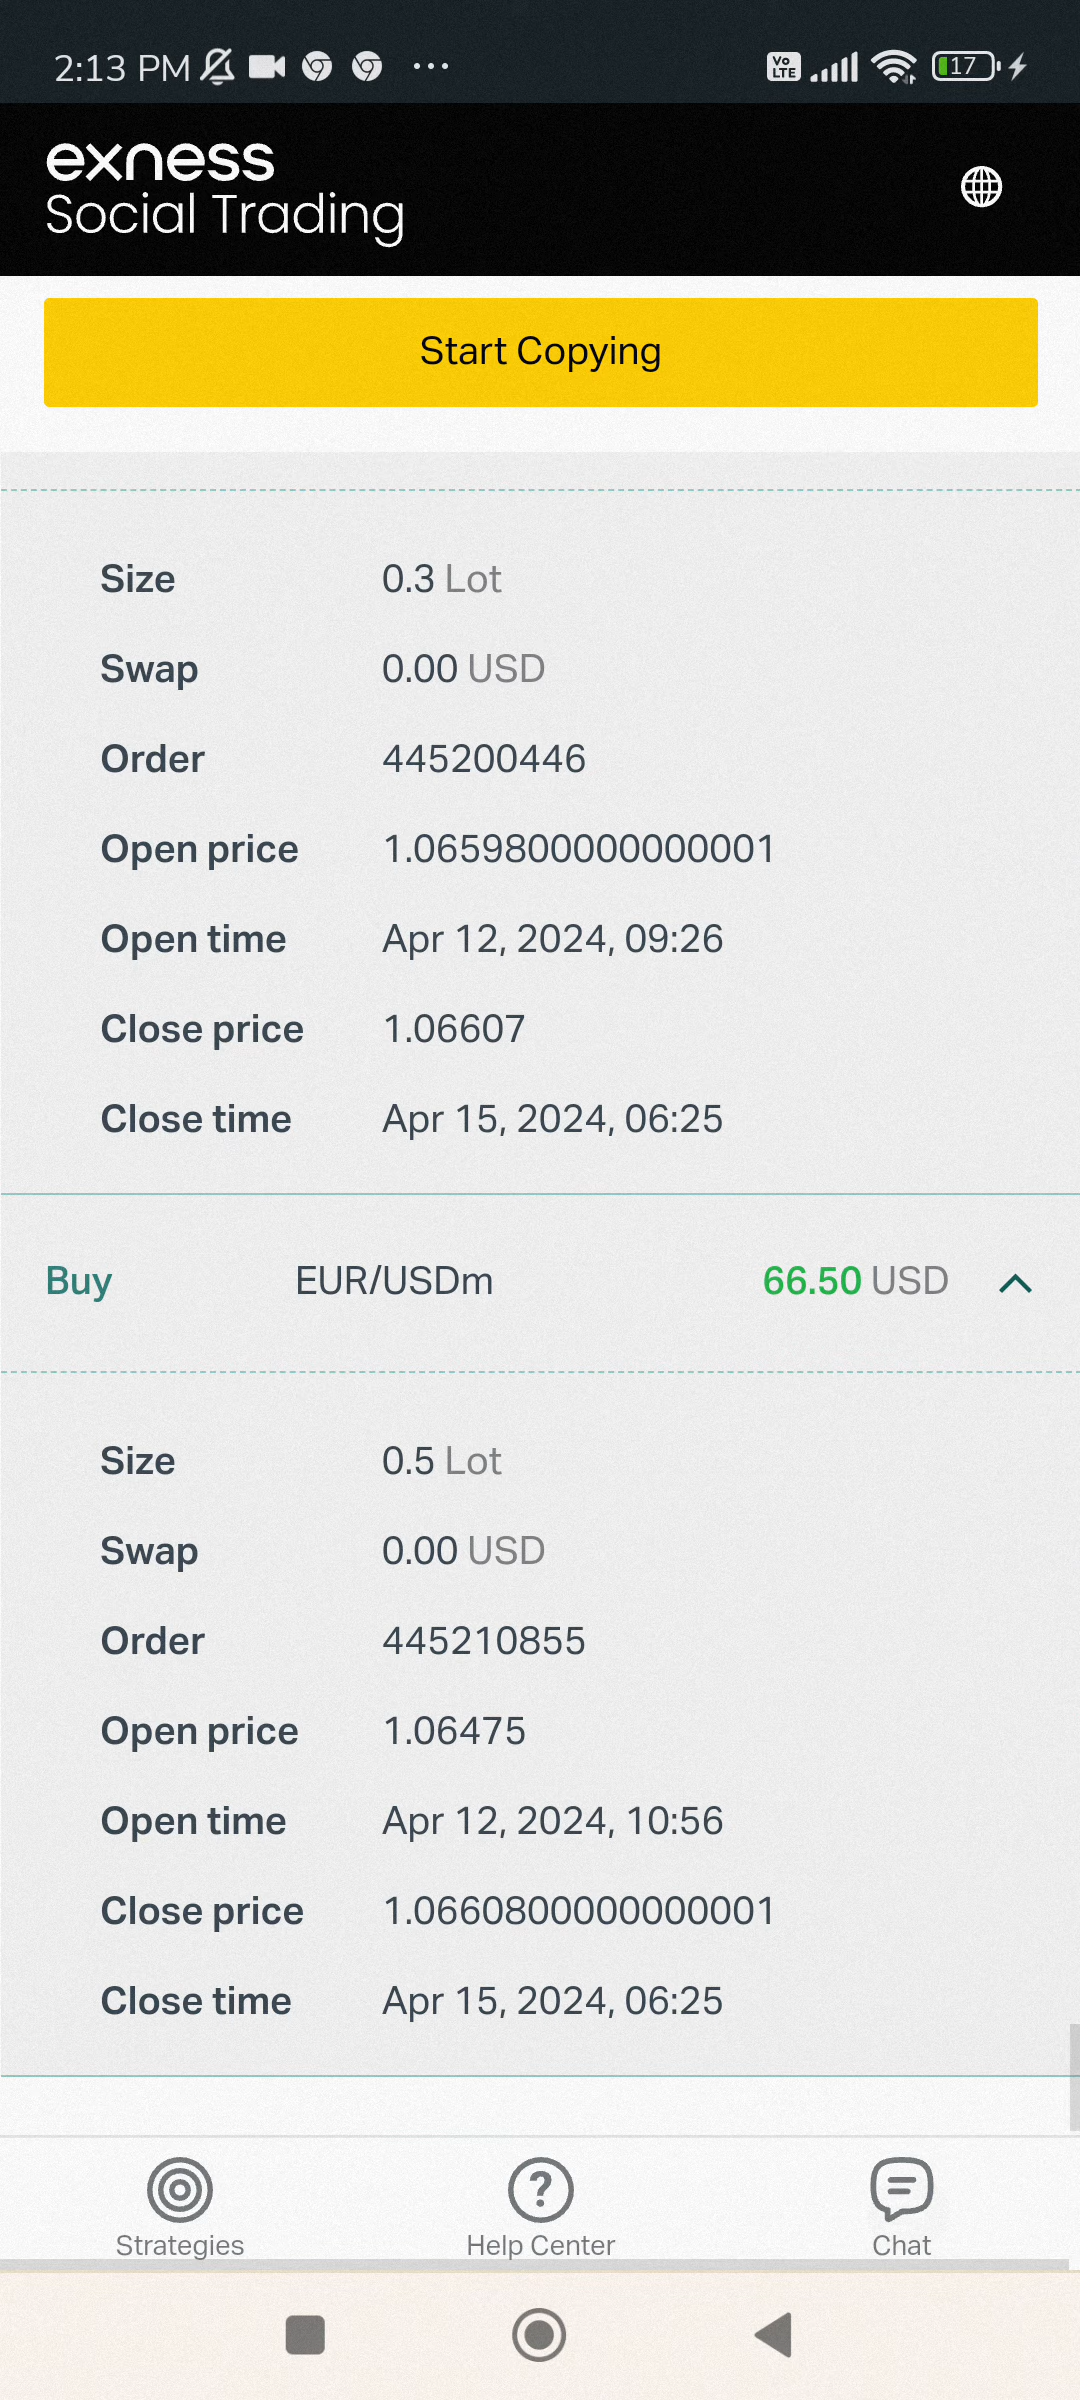 2:13 PM ... Vo LTE 17
exness
Social Trading
Start Copying
Size 0.3 Lot
Swap 0.00 USD
Order 445200446
Open price 1.0659800000000001
Open time Apr 12, 2024, 09:26
Close price 1.06607
Close time Apr 15, 2024, 06:25
Buy EUR/USDm 66.50 USD
Size 0.5 Lot
Swap 0.00 USD
Order 445210855
Open price 1.06475
Open time Apr 12, 2024, 10:56
Close price 1.0660800000000001
Close time Apr 15, 2024, 06:25
Strategies Help Center Chat